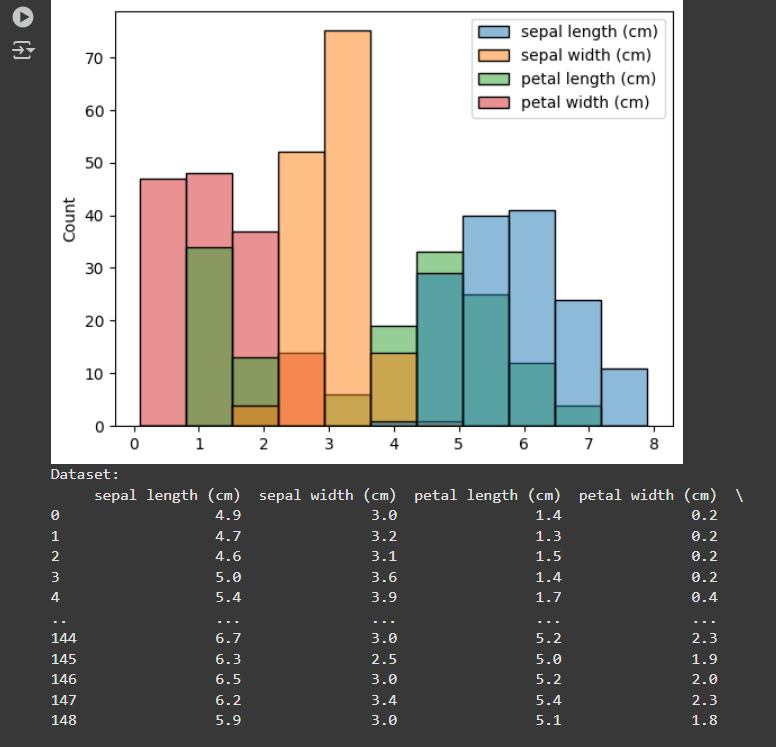 sepal length (cm)
sepal width (cm)
petal length (cm)
petal width (cm)
70
60
50
40
30
20
10
0
Count
0 1 2 3 4 5 6 7 8
Dataset:
sepal length (cm)  sepal width (cm)  petal length (cm)  petal width (cm)  \
0 4.9 3.0 1.4 0.2
1 4.7 3.2 1.3 0.2
2 4.6 3.1 1.5 0.2
3 5.0 3.6 1.4 0.2
4 5.4 3.9 1.7 0.4
.. ... ... ... ...
144 6.7 3.0 5.2 2.3
145 6.3 2.5 5.0 1.9
146 6.5 3.0 5.2 2.0
147 6.2 3.4 5.4 2.3
148 5.9 3.0 5.1 1.8